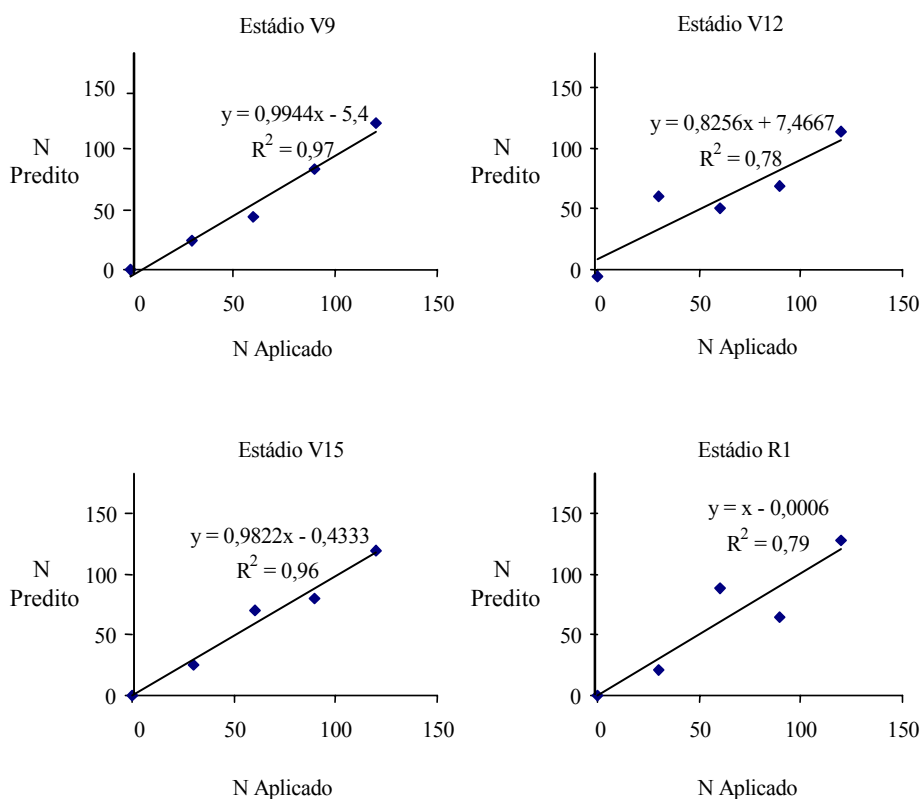 Estádio V9
150
100
50
0
N
Predito
y = 0,9944x - 5,4
R² = 0,97
0 50 100 150
N Aplicado
Estádio V12
150
100
50
0
N
Predito
y = 0,8256x + 7,4667
R² = 0,78
0 50 100 150
N Aplicado
Estádio V15
150
100
50
0
N
Predito
y = 0,9822x - 0,4333
R² = 0,96
0 50 100 150
N Aplicado
Estádio R1
150
100
50
0
N
Predito
y = x - 0,0006
R² = 0,79
0 50 100 150
N Aplicado